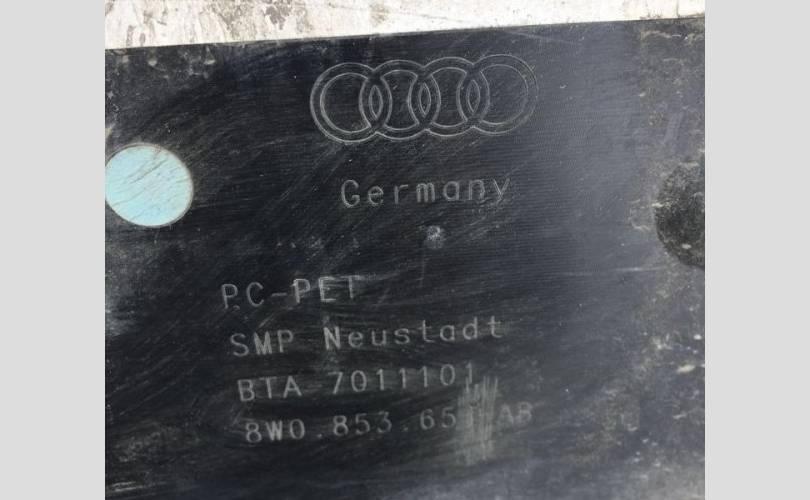 Germany
PC-PET
SMP Neustadt
BTA 7011101
8W0.853.651 AB